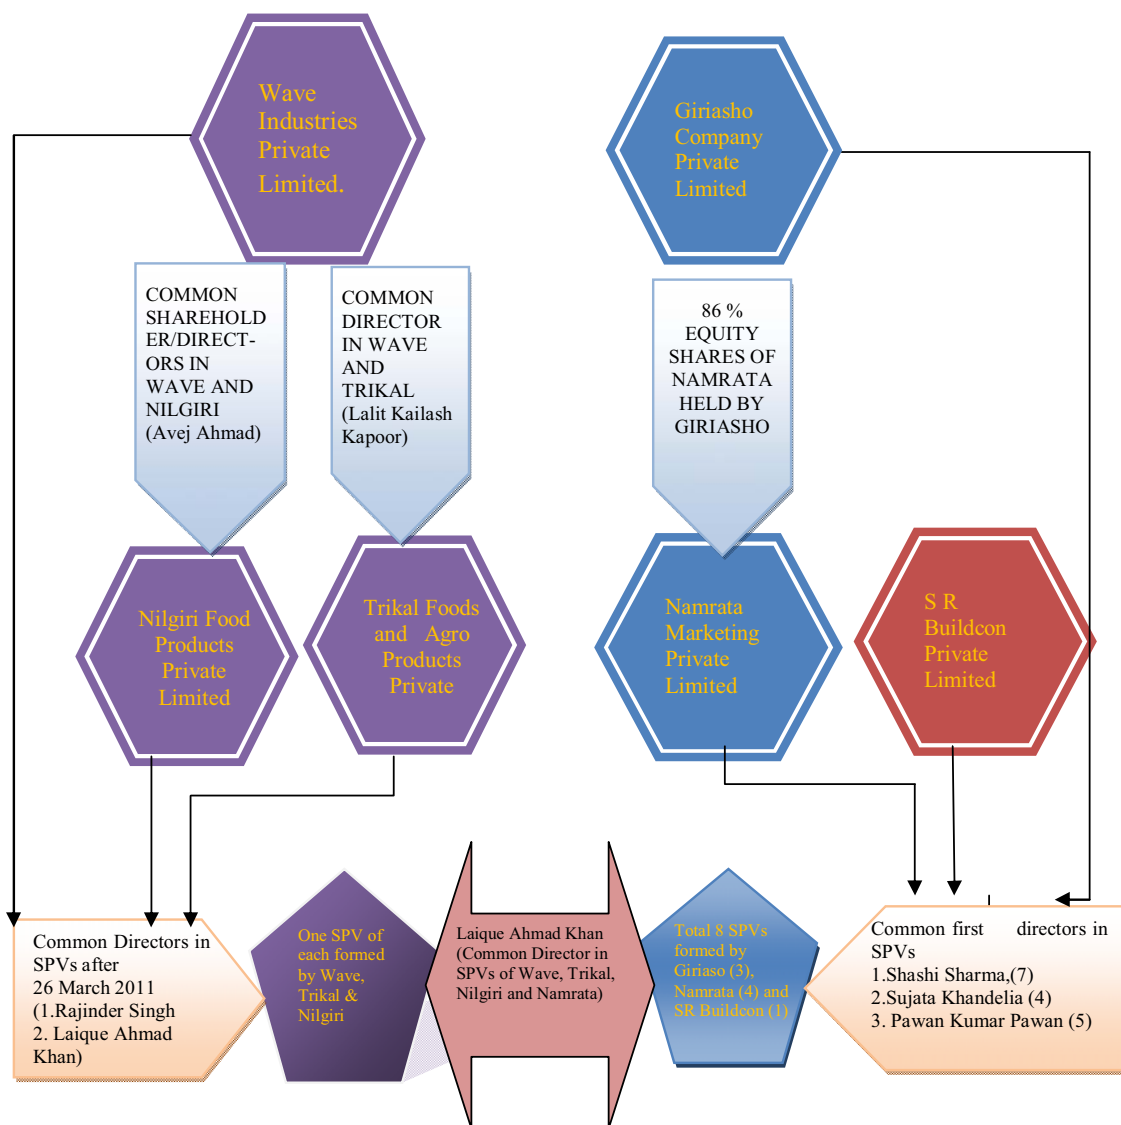 Wave
Industries
Private
Limited.
Giriasho
Company
Private
Limited
COMMON
SHAREHOLD
ER/DIRECT-
ORS IN
WAVE AND
NILGIRI
(Avej Ahmad)
COMMON
DIRECTOR
IN WAVE
AND
TRIKAL
(Lalit Kailash
Kapoor)
86 %
EQUITY
SHARES OF
NAMRATA
HELD BY
GIRIASHO
Nilgiri Food
Products
Private
Limited
Trikal Foods
and Agro
Products
Private
Namrata
Marketing
Private
Limited
S R
Buildcon
Private
Limited
Common Directors in
SPVs after
26 March 2011
(1.Rajinder Singh
2. Laique Ahmad
Khan)
One SPV of
each formed
by Wave,
Trikal &
Nilgiri
Laique Ahmad Khan
(Common Director in
SPVs of Wave, Trikal,
Nilgiri and Namrata)
Total 8 SPVs
formed by
Giriaso (3),
Namrata (4) and
SR Buildcon (1)
Common first directors in
SPVs
1.Shashi Sharma,(7)
2.Sujata Khandelia (4)
3. Pawan Kumar Pawan (5)